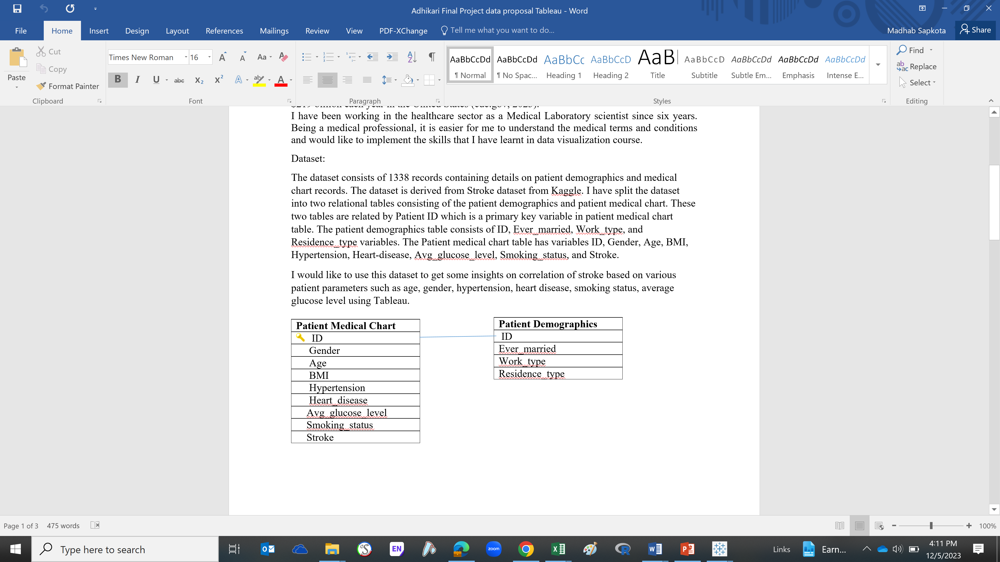 Adhikari Final Project data proposal Tableau - Word
File Home Insert Design Layout References Mailings Review View PDF-XChange Tell me what you want to do... Madhab Sapkota Share
Paste
Cut
Copy
Format Painter
Clipboard
Times New Roman 16
Font
Paragraph
AaBbCcDd AaBbCcDd AaBbCc AaBbCcD AaB AaBbCcD AaBbCcDd AaBbCcDd AaBbCcDd
¶ Normal ¶ No Spac... Heading 1 Heading 2 Title Subtitle Subtle Em... Emphasis Intense E...
Styles
Find
Replace
Select
Editing
$219 billion each year in the United States (cdc.gov, 2023).
I have been working in the healthcare sector as a Medical Laboratory scientist since six years.
Being a medical professional, it is easier for me to understand the medical terms and conditions
and would like to implement the skills that I have learnt in data visualization course.
Dataset:
The dataset consists of 1338 records containing details on patient demographics and medical
chart records. The dataset is derived from Stroke dataset from Kaggle. I have split the dataset
into two relational tables consisting of the patient demographics and patient medical chart. These
two tables are related by Patient ID which is a primary key variable in patient medical chart
table. The patient demographics table consists of ID, Ever_married, Work_type, and
Residence_type variables. The Patient medical chart table has variables ID, Gender, Age, BMI,
Hypertension, Heart-disease, Avg_glucose_level, Smoking_status, and Stroke.
I would like to use this dataset to get some insights on correlation of stroke based on various
patient parameters such as age, gender, hypertension, heart disease, smoking status, average
glucose level using Tableau.
Patient Medical Chart
ID
Gender
Age
BMI
Hypertension
Heart_disease
Avg_glucose_level
Smoking_status
Stroke
Patient Demographics
ID
Ever_married
Work_type
Residence_type
Page 1 of 3 475 words 100%
Type here to search
EN
zoom
Links
Earn...
4:11 PM
12/5/2023